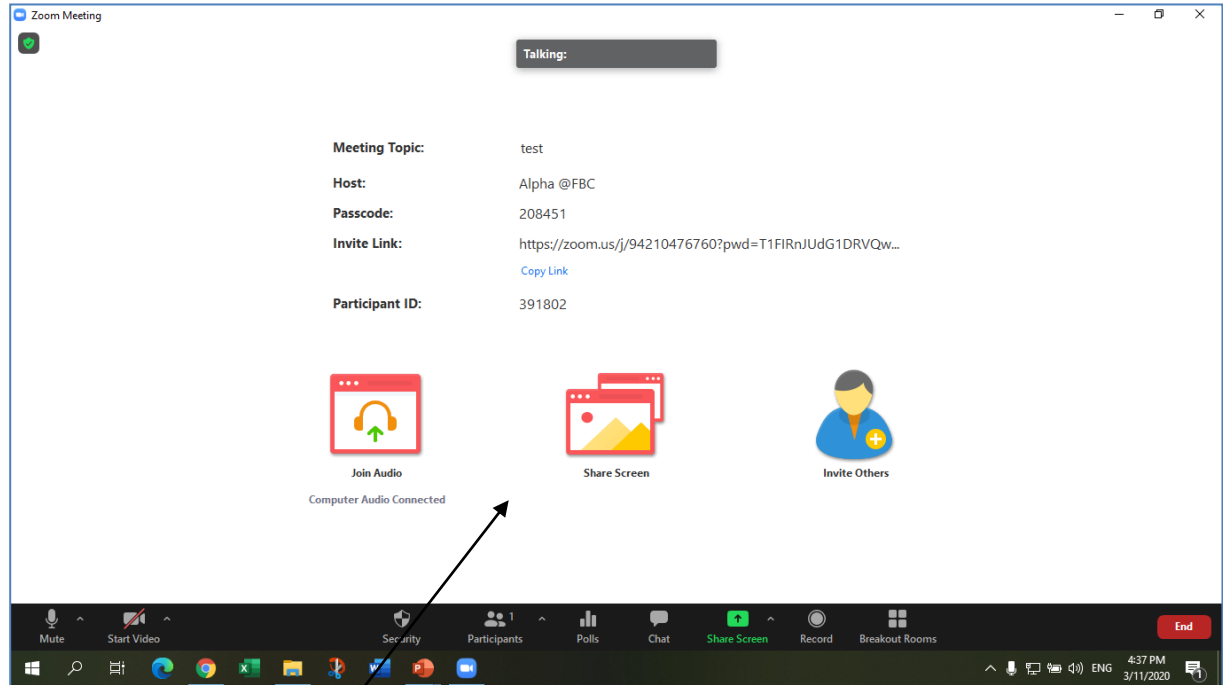 Zoom Meeting
Talking:
Meeting Topic: test
Host: Alpha @FBC
Passcode: 208451
Invite Link: https://zoom.us/j/94210476760?pwd=T1FIRnJUdG1DRVQw...
Copy Link
Participant ID: 391802
Join Audio Share Screen Invite Others
Computer Audio Connected
1
Mute Start Video Security Participants Polls Chat Share Screen Record Breakout Rooms End
ENG 4:37 PM
3/11/2020 1